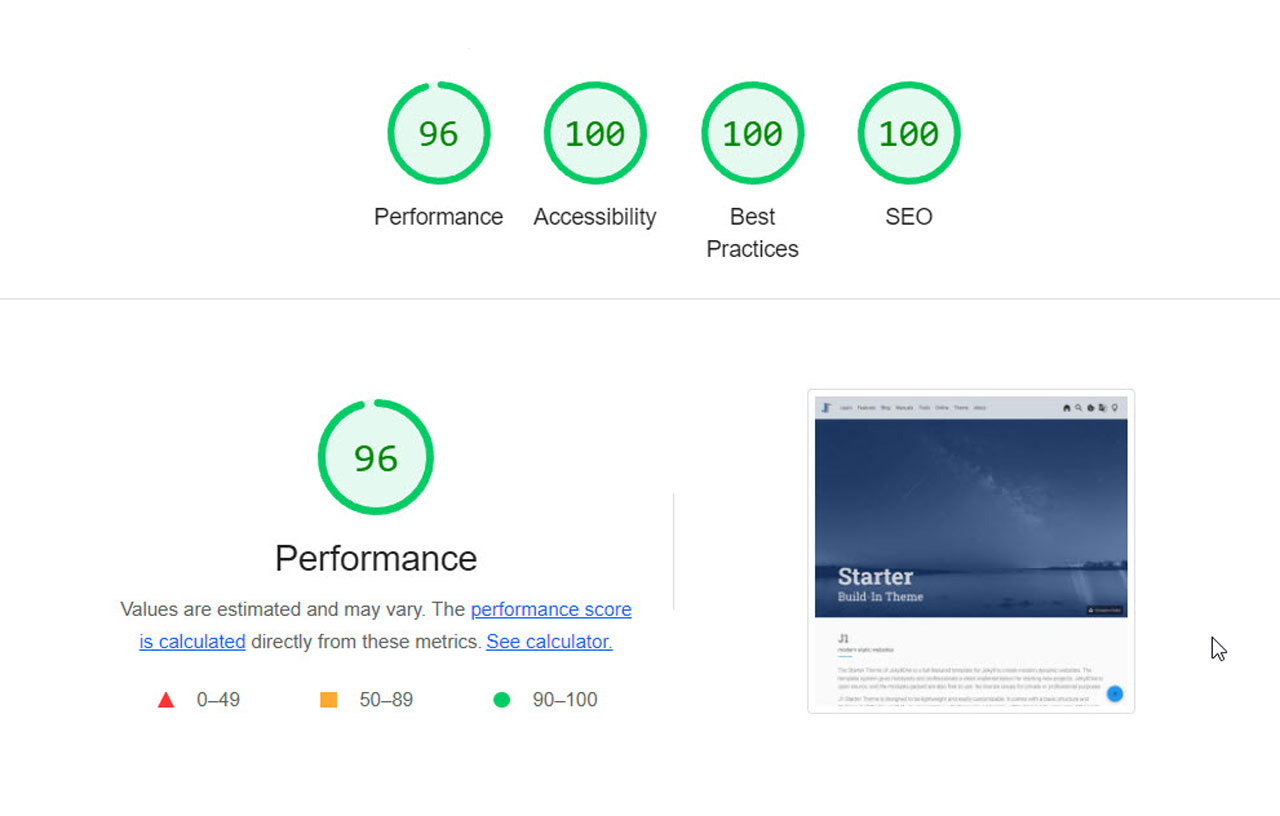 96
100
100
100
Performance
Accessibility
Best
Practices
SEO
96
Performance
Values are estimated and may vary. The performance score
is calculated directly from these metrics. See calculator.
0–49
50–89
90–100
Learn Features Blog Manuals Tools Online Theme About
Starter
Build-In Theme
J1
modern static websites